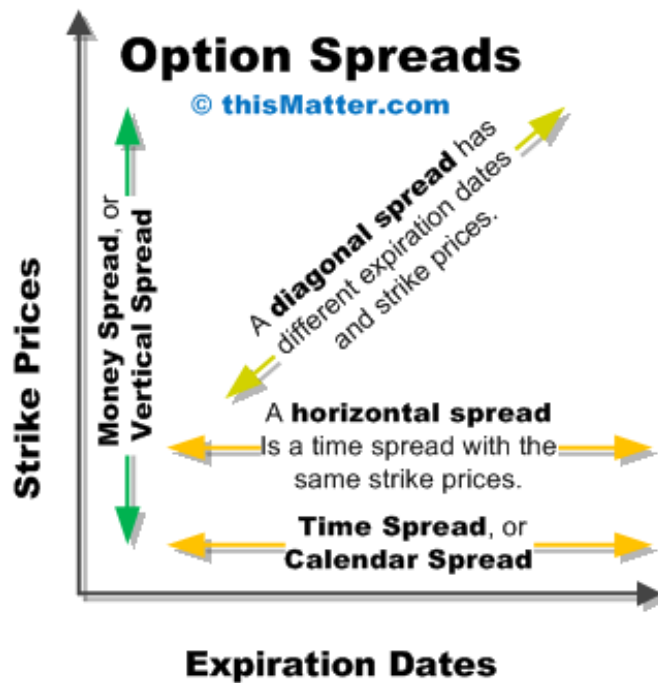 Option Spreads
© thisMatter.com
Strike Prices
Money Spread, or
Vertical Spread
A diagonal spread has
different expiration dates
and strike prices.
A horizontal spread
Is a time spread with the
same strike prices.
Time Spread, or
Calendar Spread
Expiration Dates